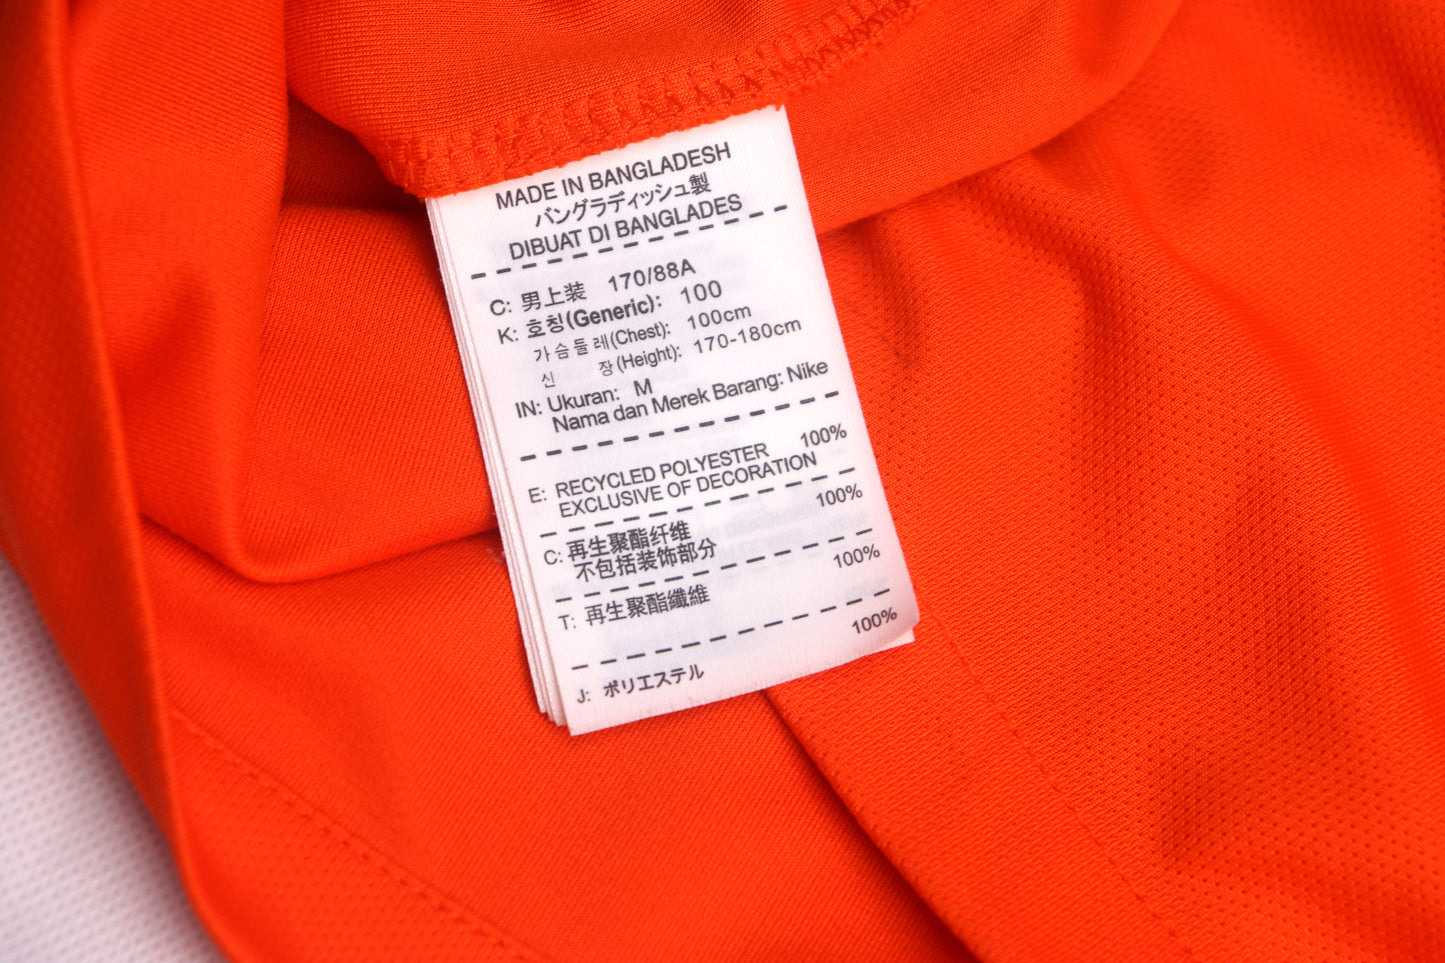 MADE IN BANGLADESH
バングラディッシュ製
DIBUAT DI BANGLADES
C: 男上装 170/88A
K: 호칭(Generic): 100
가슴둘레(Chest): 100cm
신 장(Height): 170-180cm
IN: Ukuran: M
Nama dan Merek Barang: Nike
E: RECYCLED POLYESTER 100%
EXCLUSIVE OF DECORATION
C: 再生聚酯纤维 100%
不包括装饰部分
T: 再生聚酯纖維 100%
J: ポリエステル 100%